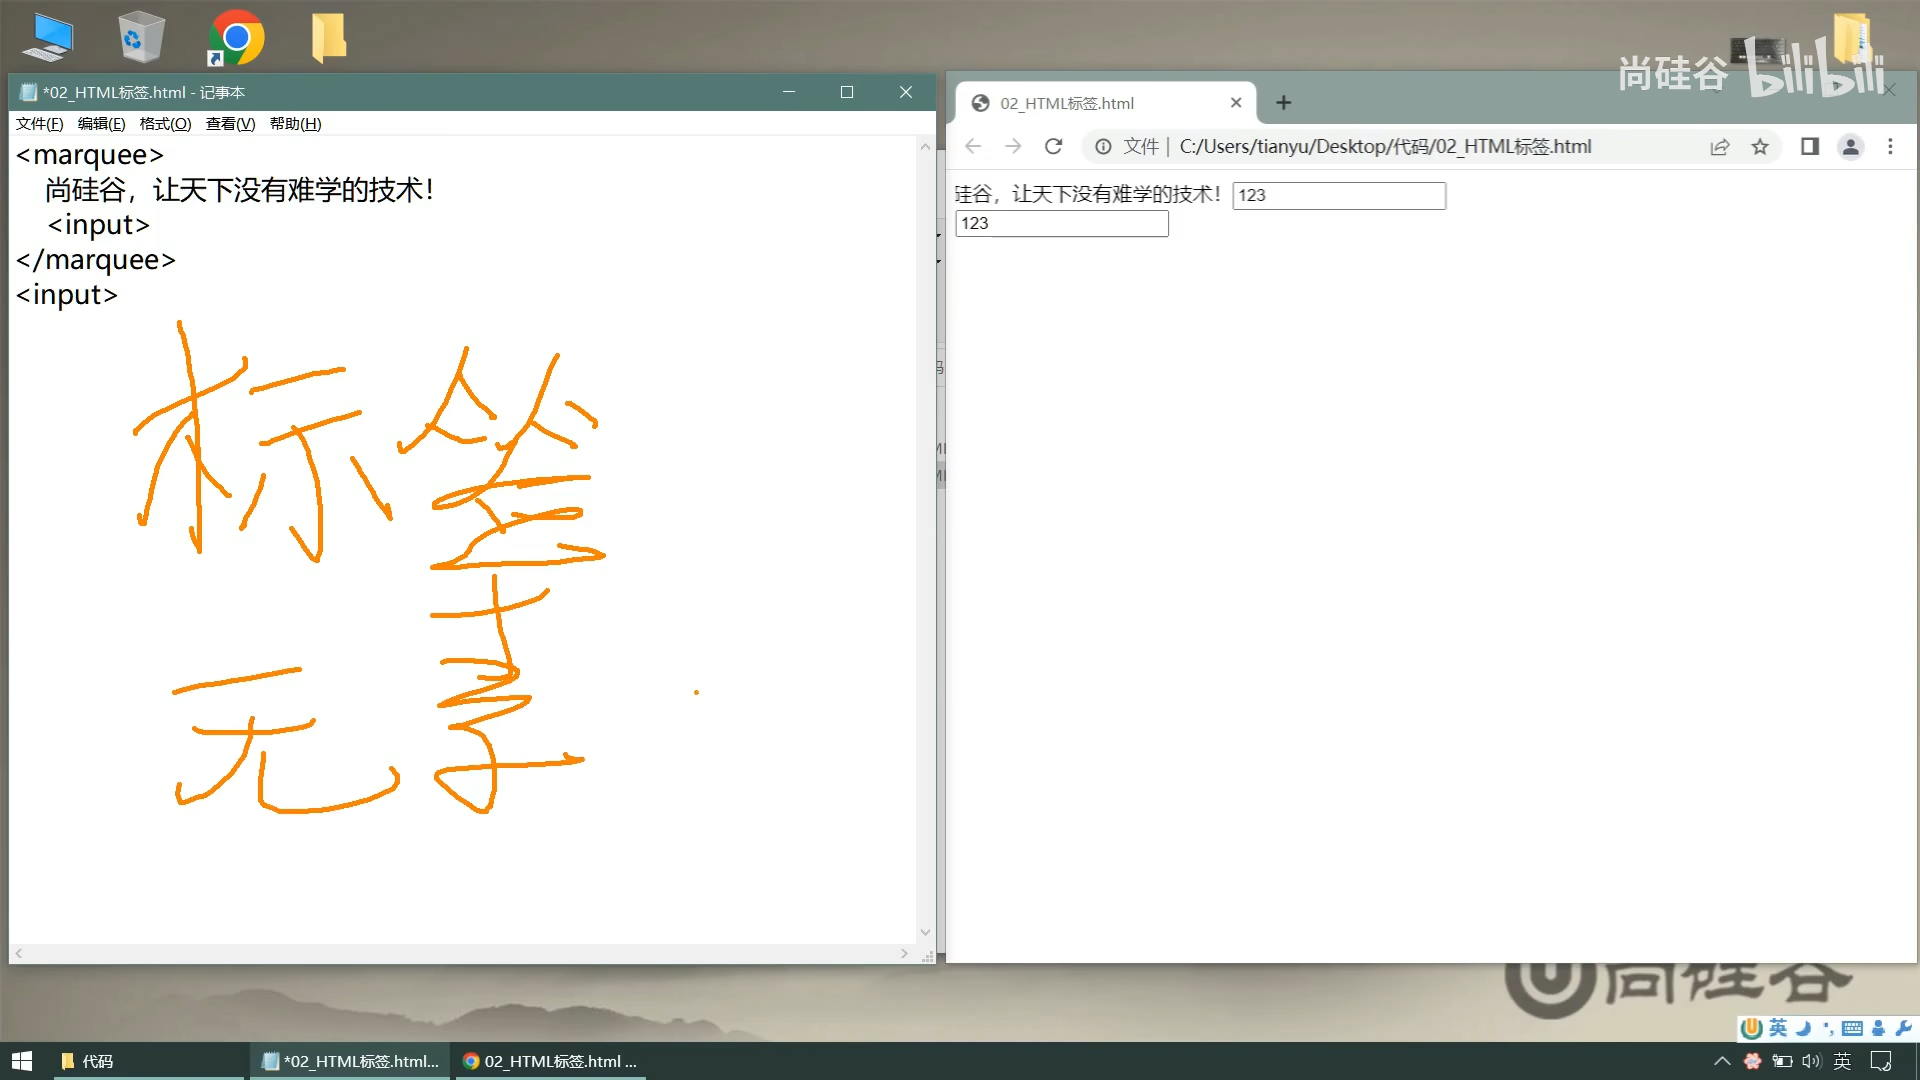 尚硅谷 bilibili
*02_HTML标签.html - 记事本
文件(F) 编辑(E) 格式(O) 查看(V) 帮助(H)
<marquee>
尚硅谷，让天下没有难学的技术！
<input>
</marquee>
<input>
标签
无
02_HTML标签.html
文件 | C:/Users/tianyu/Desktop/代码/02_HTML标签.html
硅谷，让天下没有难学的技术！ 123
123
尚硅谷
英
代码
*02_HTML标签.html...
02_HTML标签.html ...
英